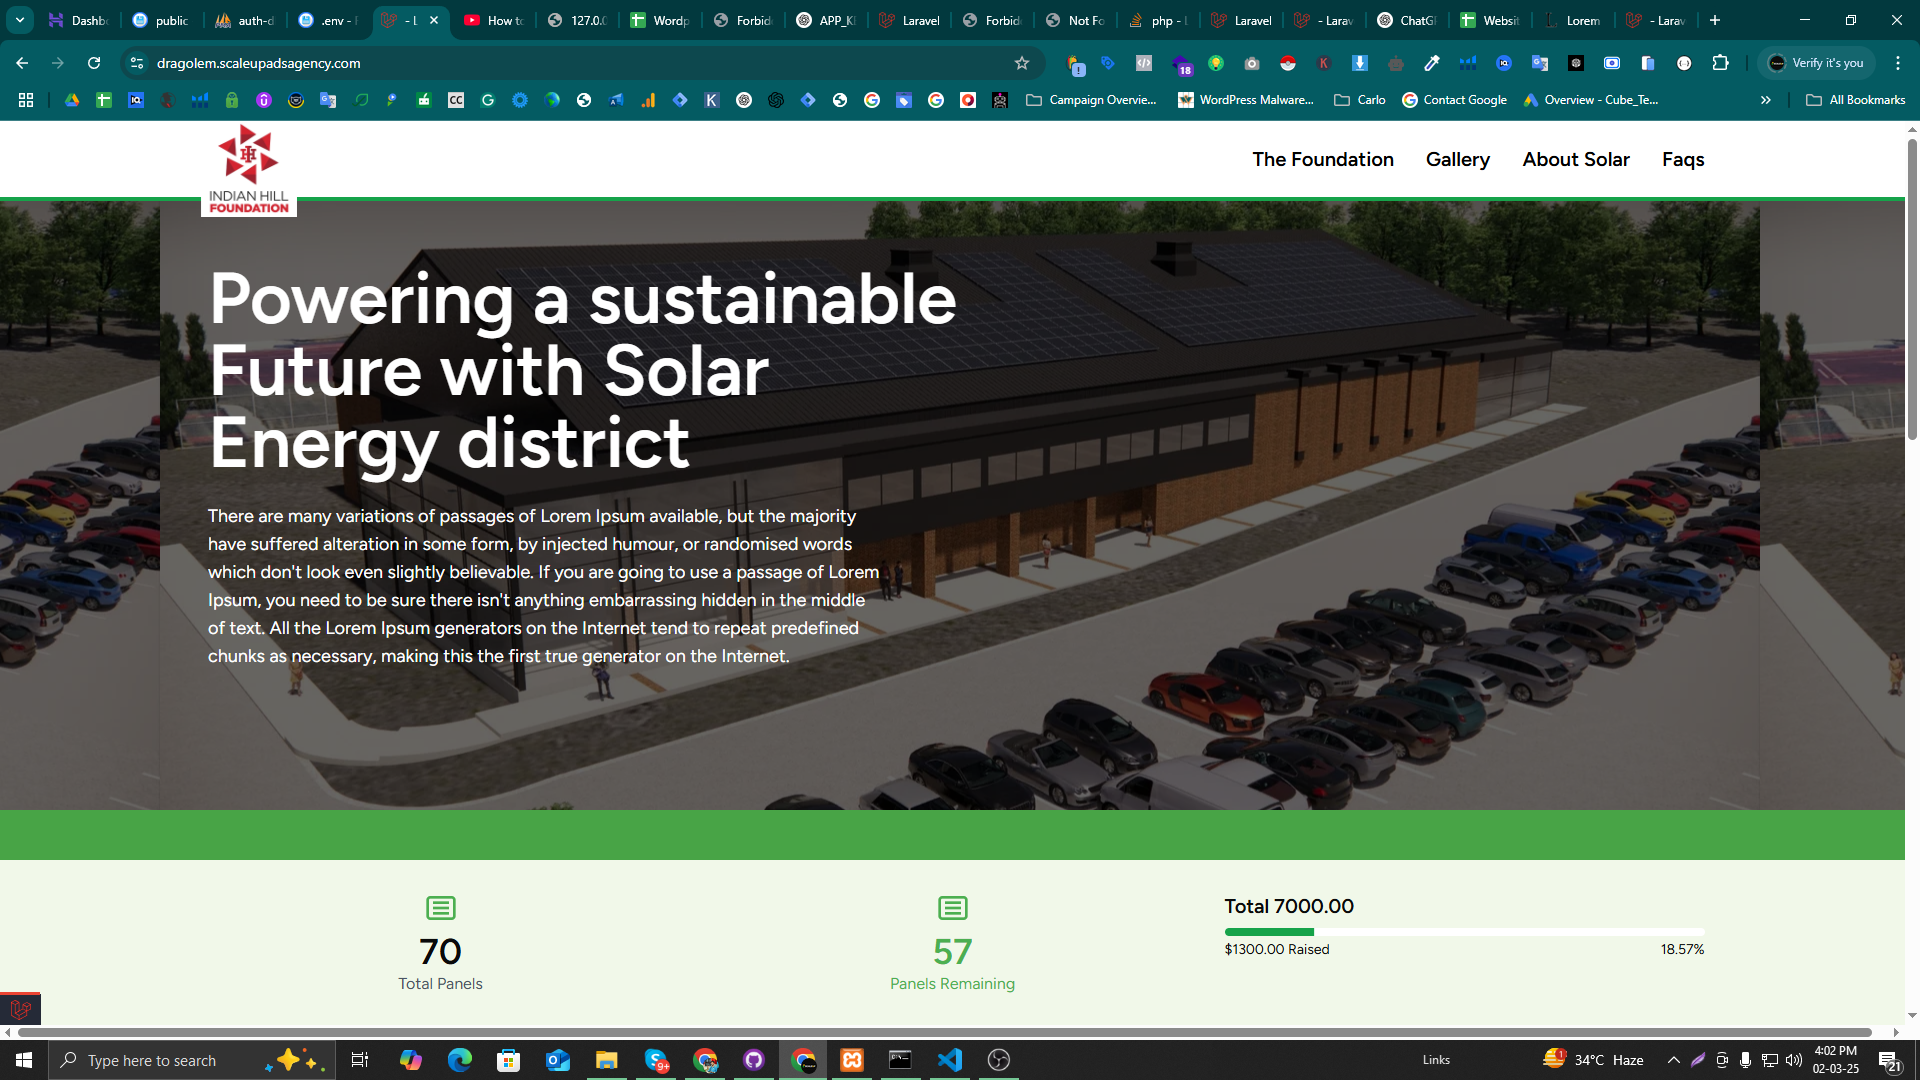 Dashb
public
auth-d
.env - F
- L
How to
127.0.0
Wordp
Forbid
APP_KE
Laravel
Forbid
Not Fo
php - L
Laravel
- Larav
ChatGP
Websit
Lorem
- Larav
dragolem.scaleupadsagency.com
18
Verify it's you
Campaign Overvie...
WordPress Malware...
Carlo
Contact Google
Overview - Cube_Te...
All Bookmarks
INDIAN HILL
FOUNDATION
The Foundation
Gallery
About Solar
Faqs
Powering a sustainable
Future with Solar
Energy district
There are many variations of passages of Lorem Ipsum available, but the majority
have suffered alteration in some form, by injected humour, or randomised words
which don't look even slightly believable. If you are going to use a passage of Lorem
Ipsum, you need to be sure there isn't anything embarrassing hidden in the middle
of text. All the Lorem Ipsum generators on the Internet tend to repeat predefined
chunks as necessary, making this the first true generator on the Internet.
70
Total Panels
57
Panels Remaining
Total 7000.00
$1300.00 Raised
18.57%
Type here to search
9+
Links
34°C Haze
4:02 PM
02-03-25
21